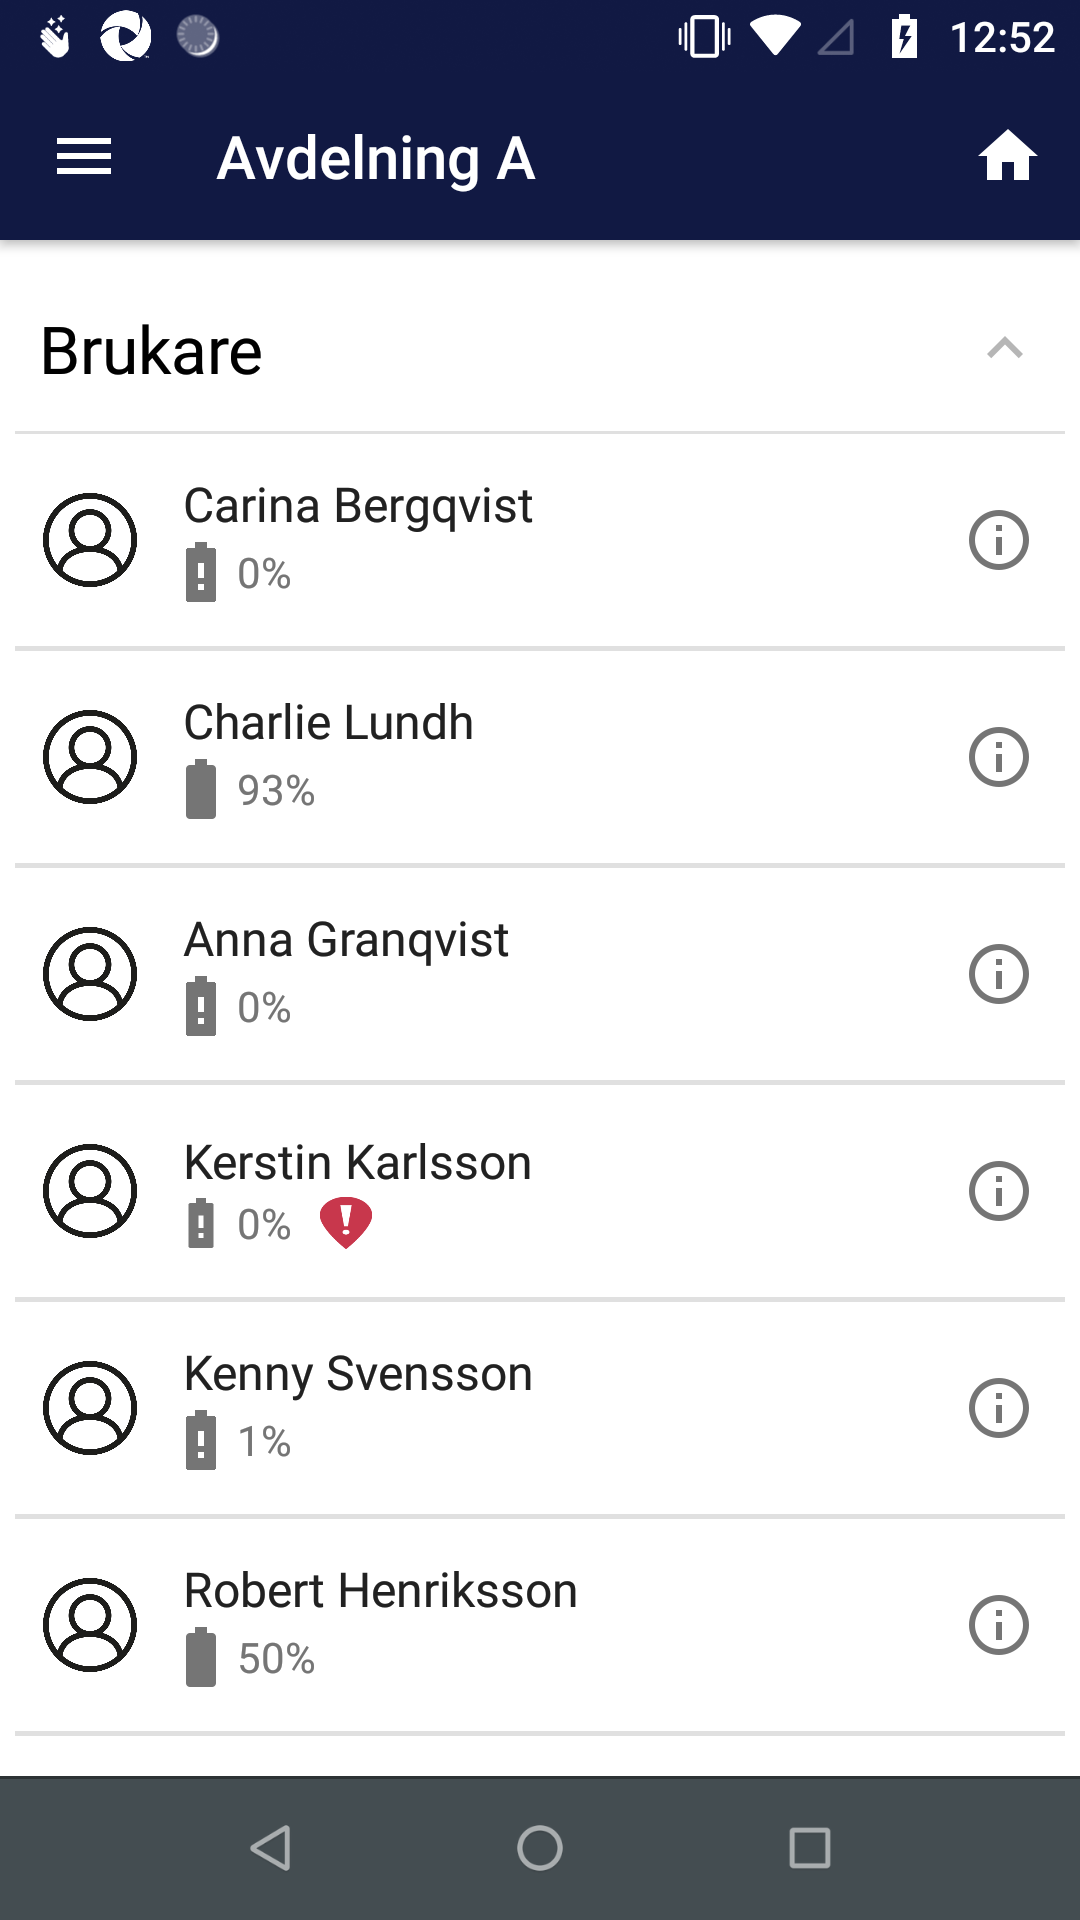 12:52
Avdelning A
Brukare
Carina Bergqvist
0%
Charlie Lundh
93%
Anna Granqvist
0%
Kerstin Karlsson
0%
Kenny Svensson
1%
Robert Henriksson
50%